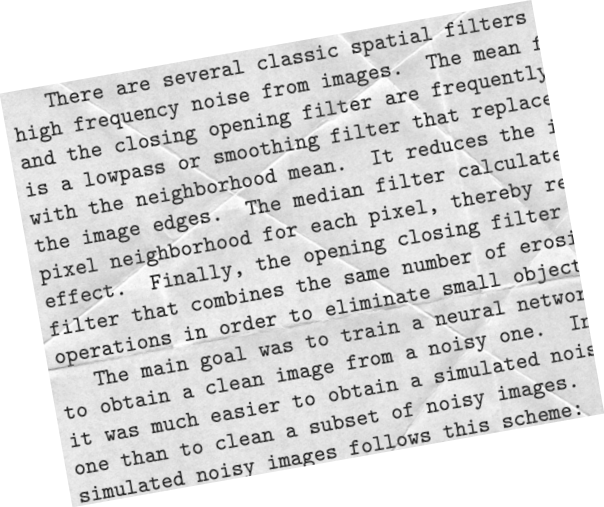 There are several classic spatial filters
high frequency noise from images. The mean
and the closing opening filter are frequently
is a lowpass or smoothing filter that replace
with the neighborhood mean. It reduces the
the image edges. The median filter calculate
pixel neighborhood for each pixel, thereby re
effect. Finally, the opening closing filter
filter that combines the same number of erosi
operations in order to eliminate small object
The main goal was to train a neural networ
to obtain a clean image from a noisy one. In
it was much easier to obtain a simulated nois
one than to clean a subset of noisy images.
simulated noisy images follows this scheme: